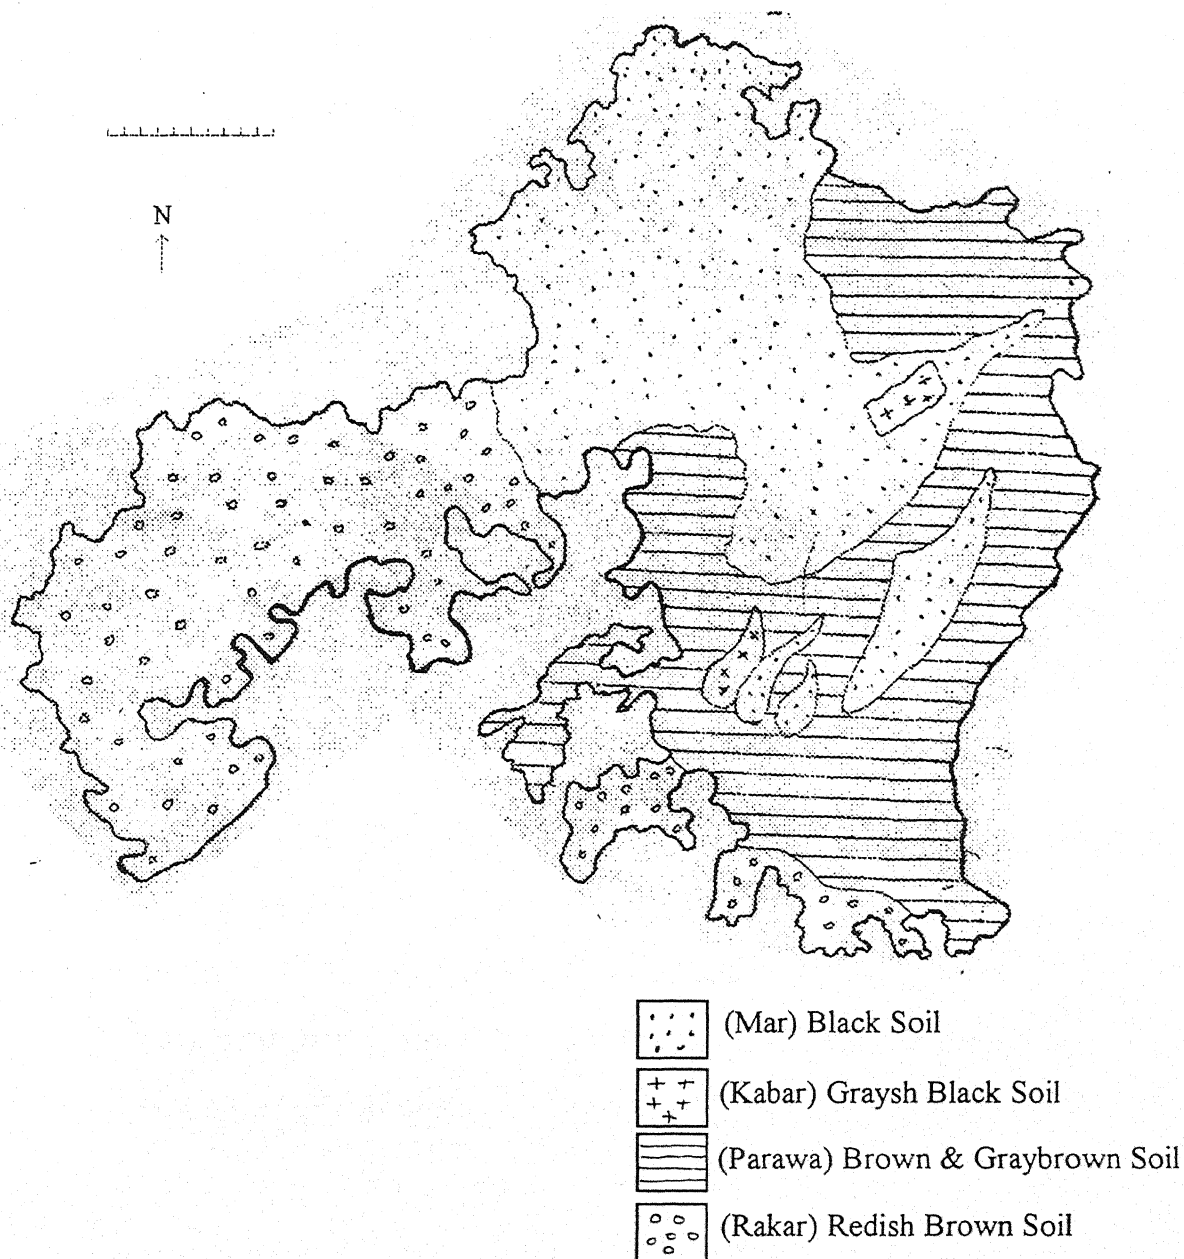 N
(Mar) Black Soil
(Kabar) Graysh Black Soil
(Parawa) Brown & Graybrown Soil
(Rakar) Redish Brown Soil